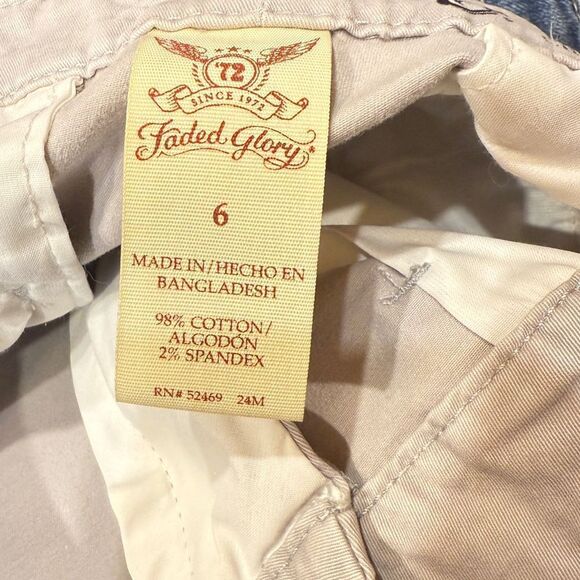 '72
SINCE 1972
Faded Glory®
6
MADE IN/HECHO EN
BANGLADESH
98% COTTON/
ALGODÓN
2% SPANDEX
RN# 52469 24M